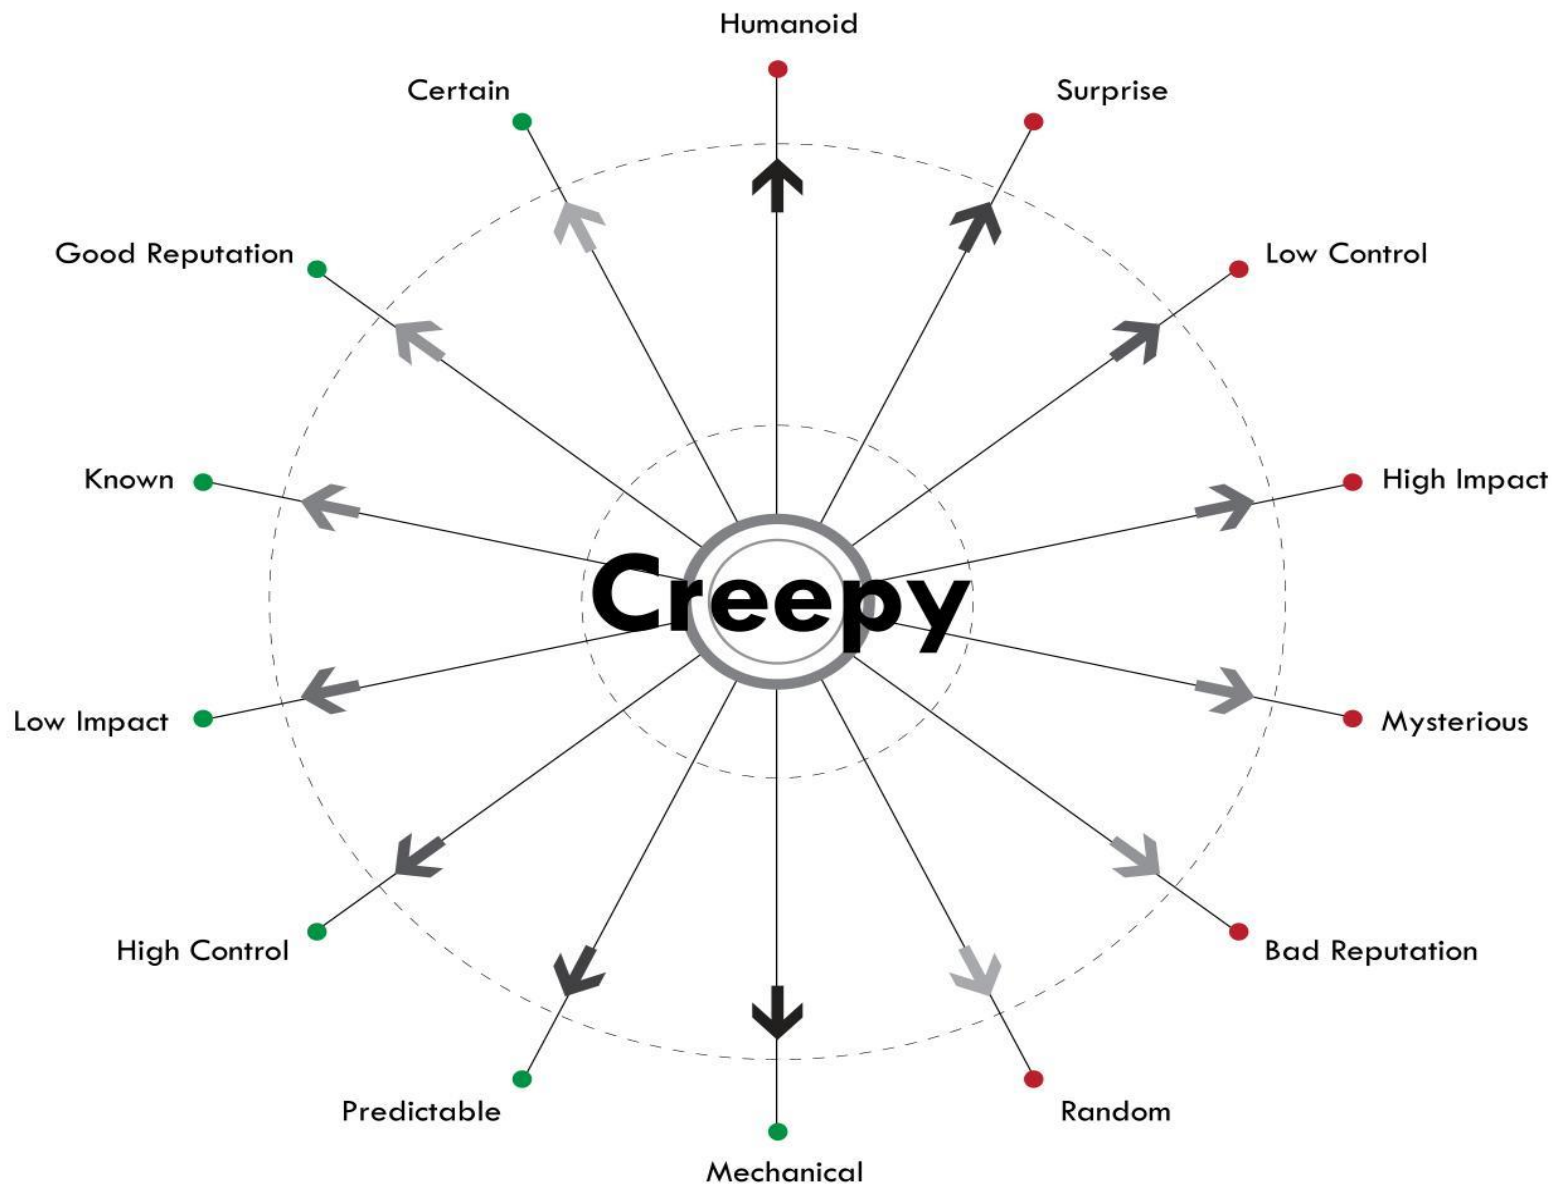 Humanoid
Certain
Surprise
Good Reputation
Low Control
Known
High Impact
Creepy
Low Impact
Mysterious
High Control
Bad Reputation
Predictable
Random
Mechanical